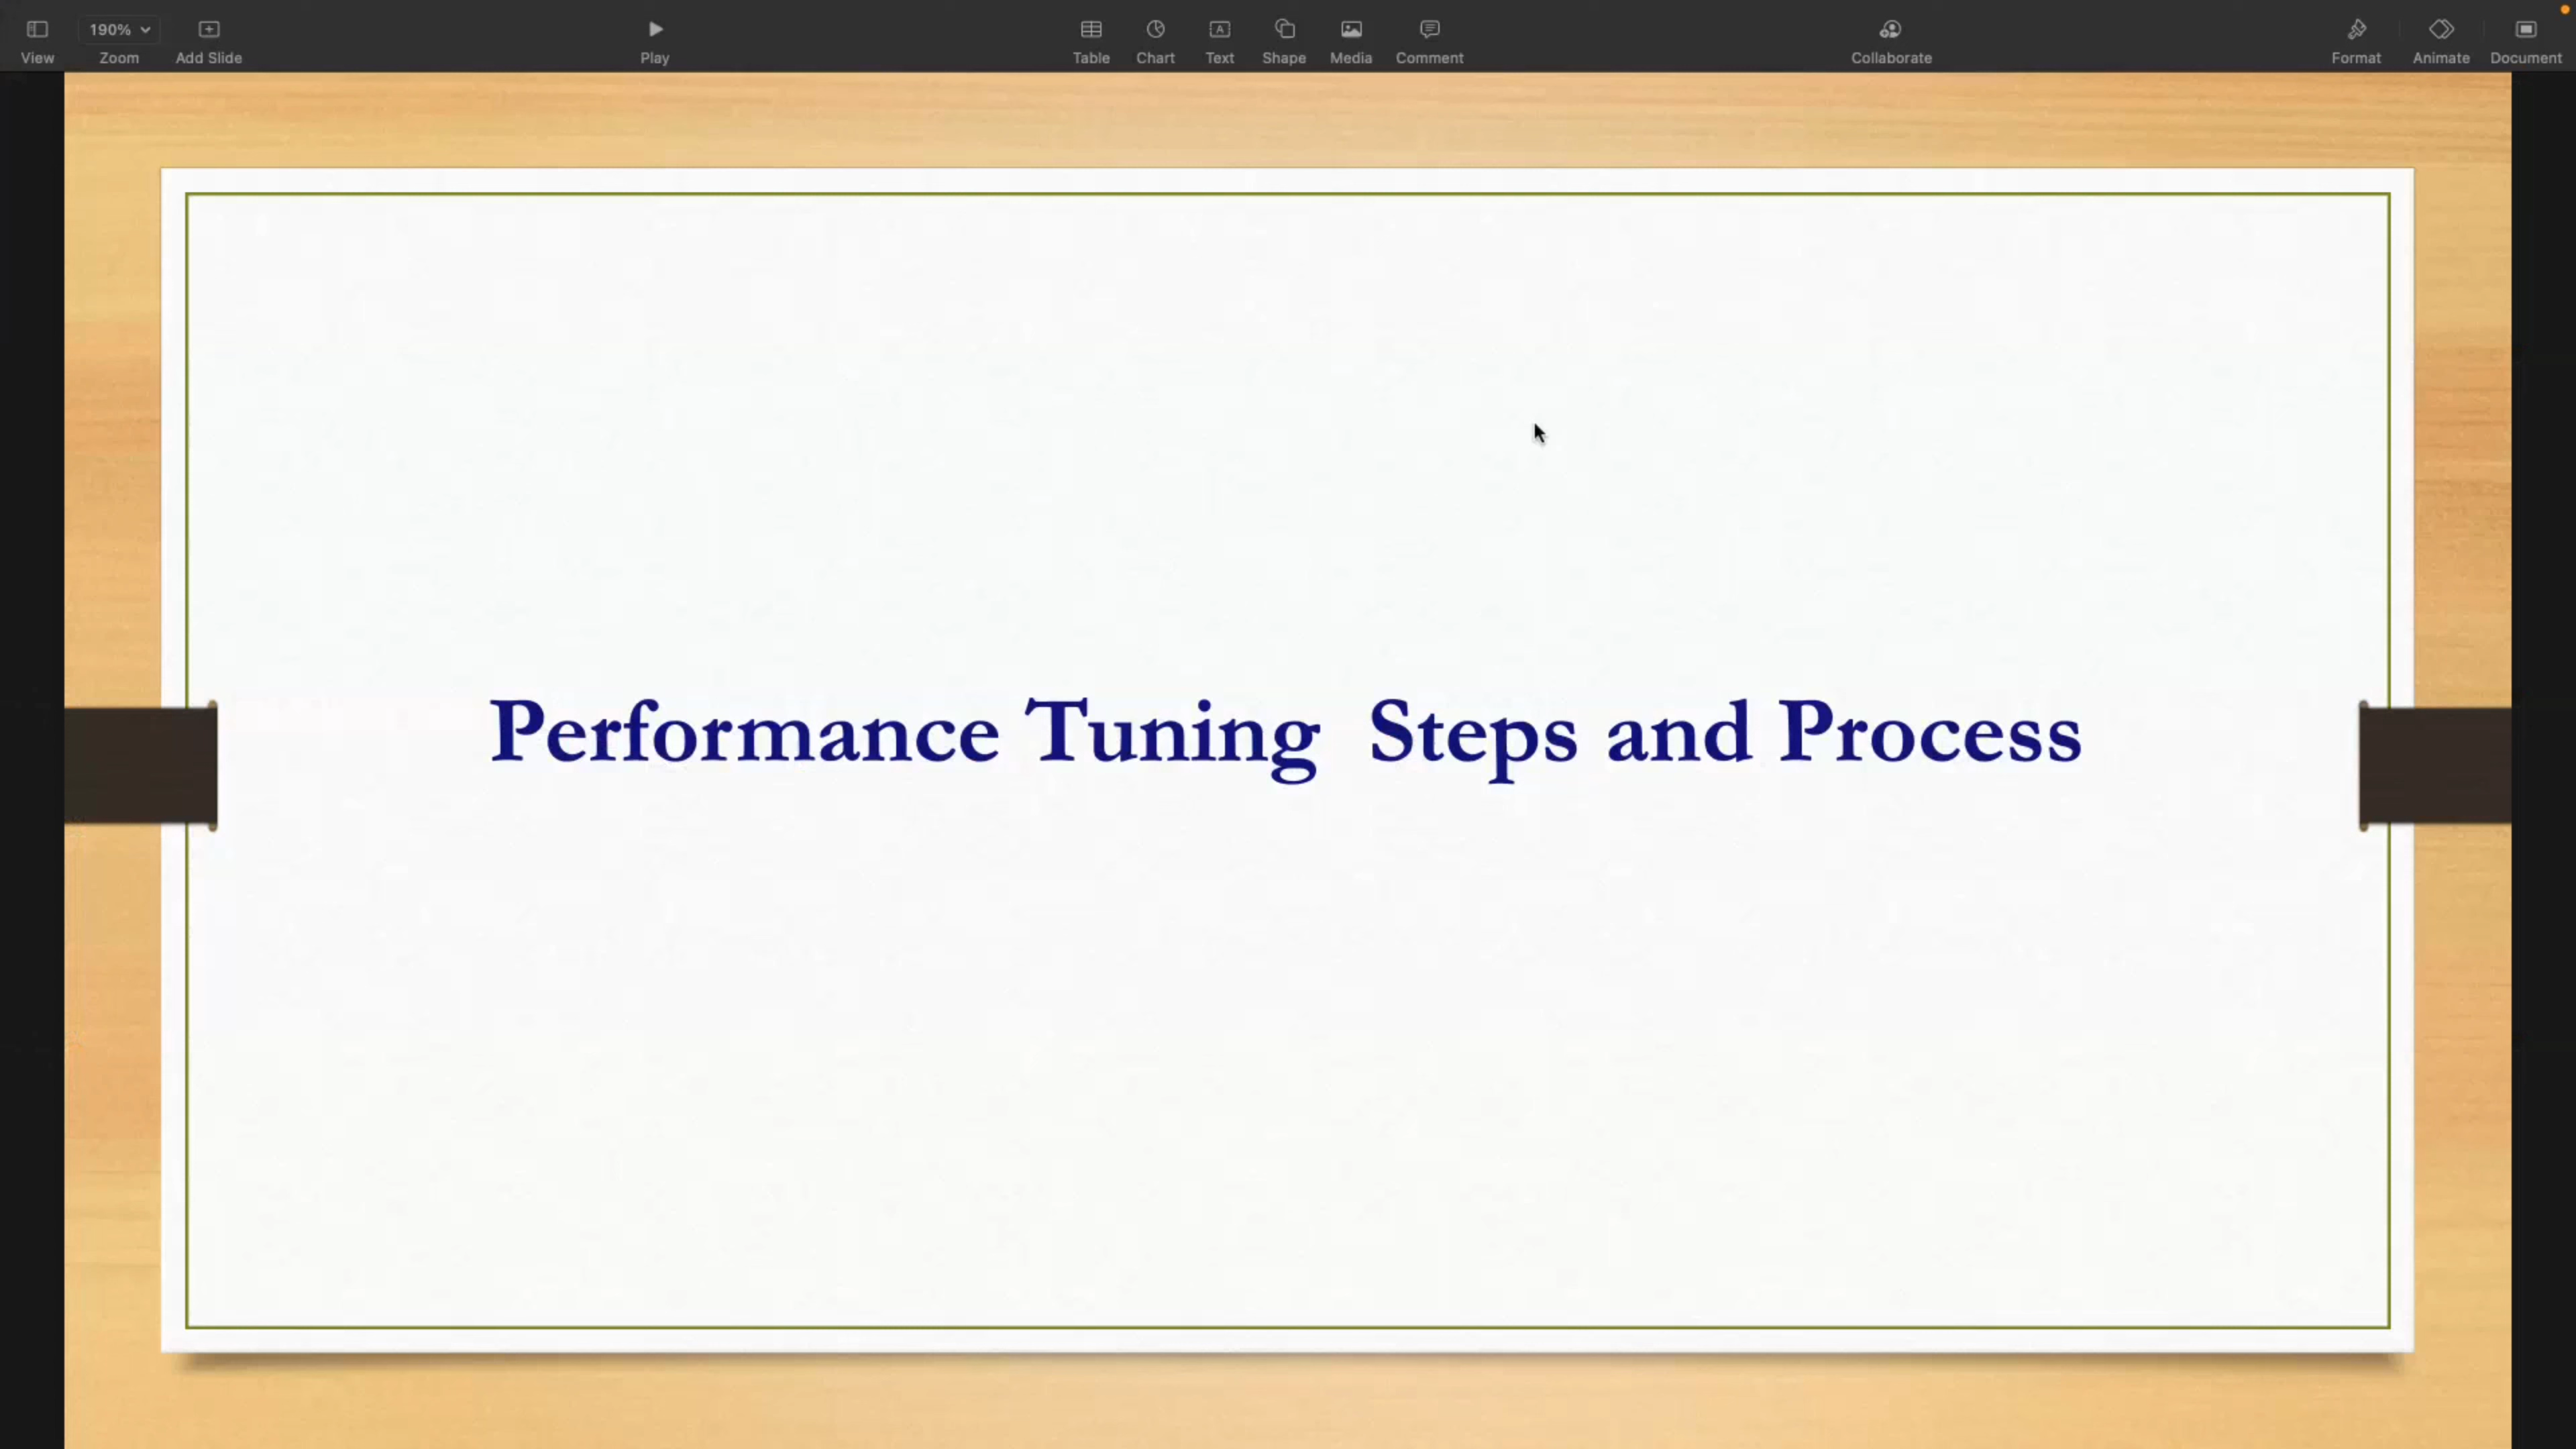 190%
View
Zoom
Add Slide
Play
Table
Chart
Text
Shape
Media
Comment
Collaborate
Format
Animate
Document
Performance Tuning  Steps and Process